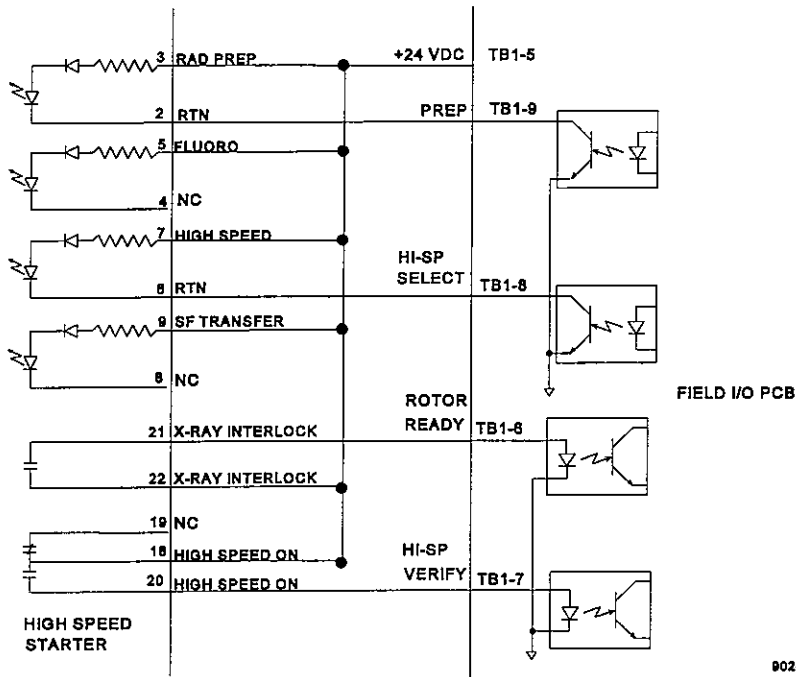 3 RAD PREP +24 VDC TB1-5
2 RTN PREP TB1-9
5 FLUORO
4 NC
7 HIGH SPEED HI-SP
SELECT TB1-8
6 RTN
9 SF TRANSFER
8 NC
FIELD I/O PCB
ROTOR
21 X-RAY INTERLOCK READY TB1-6
22 X-RAY INTERLOCK
19 NC
18 HIGH SPEED ON HI-SP
20 HIGH SPEED ON VERIFY TB1-7
HIGH SPEED
STARTER
902